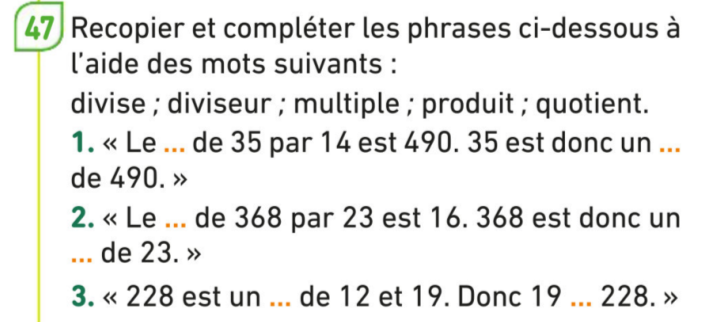 47 Recopier et compléter les phrases ci-dessous à
l'aide des mots suivants :
divise ; diviseur ; multiple ; produit ; quotient.
1. « Le ... de 35 par 14 est 490. 35 est donc un ...
de 490. »
2. « Le ... de 368 par 23 est 16. 368 est donc un
... de 23. »
3. « 228 est un ... de 12 et 19. Donc 19 ... 228. »